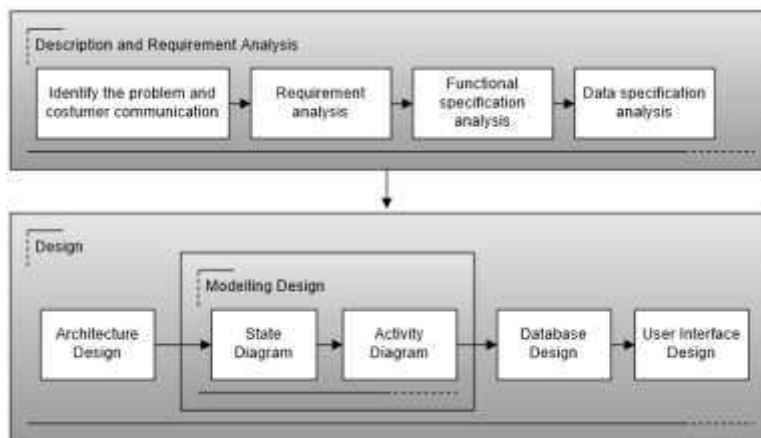 Description and Requirement Analysis
Identify the problem and
costumer communication
Requirement
analysis
Functional
specification
analysis
Data specification
analysis
Design
Modelling Design
Architecture
Design
State
Diagram
Activity
Diagram
Database
Design
User Interface
Design